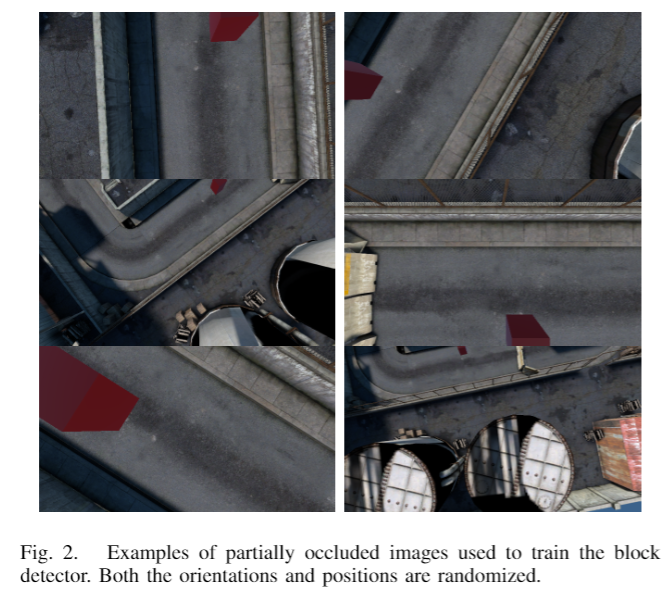 Fig. 2. Examples of partially occluded images used to train the block
detector. Both the orientations and positions are randomized.